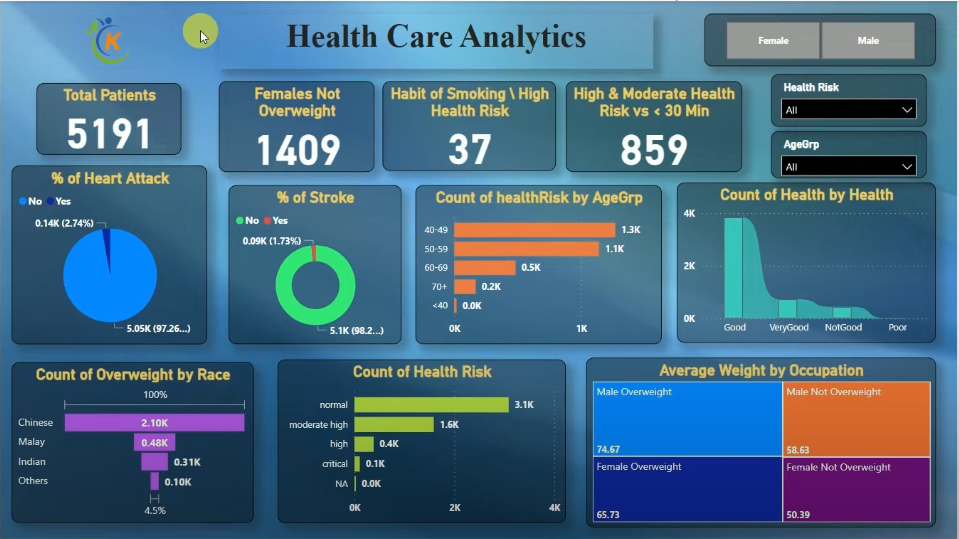 K
Health Care Analytics
Female
Male
Total Patients
5191
Females Not
Overweight
1409
Habit of Smoking \ High
Health Risk
37
High & Moderate Health
Risk vs < 30 Min
859
Health Risk
All
AgeGrp
All
% of Heart Attack
No Yes
0.14K (2.74%)
5.05K (97.26...)
% of Stroke
No Yes
0.09K (1.73%)
5.1K (98.2...)
Count of healthRisk by AgeGrp
40-49 1.3K
50-59 1.1K
60-69 0.5K
70+ 0.2K
<40 0.0K
0K 1K
Count of Health by Health
4K
2K
0K
Good VeryGood NotGood Poor
Count of Overweight by Race
100%
Chinese 2.10K
Malay 0.48K
Indian 0.31K
Others 0.10K
4.5%
Count of Health Risk
normal 3.1K
moderate high 1.6K
high 0.4K
critical 0.1K
NA 0.0K
0K 2K 4K
Average Weight by Occupation
Male Overweight
74.67
Male Not Overweight
58.63
Female Overweight
65.73
Female Not Overweight
50.39